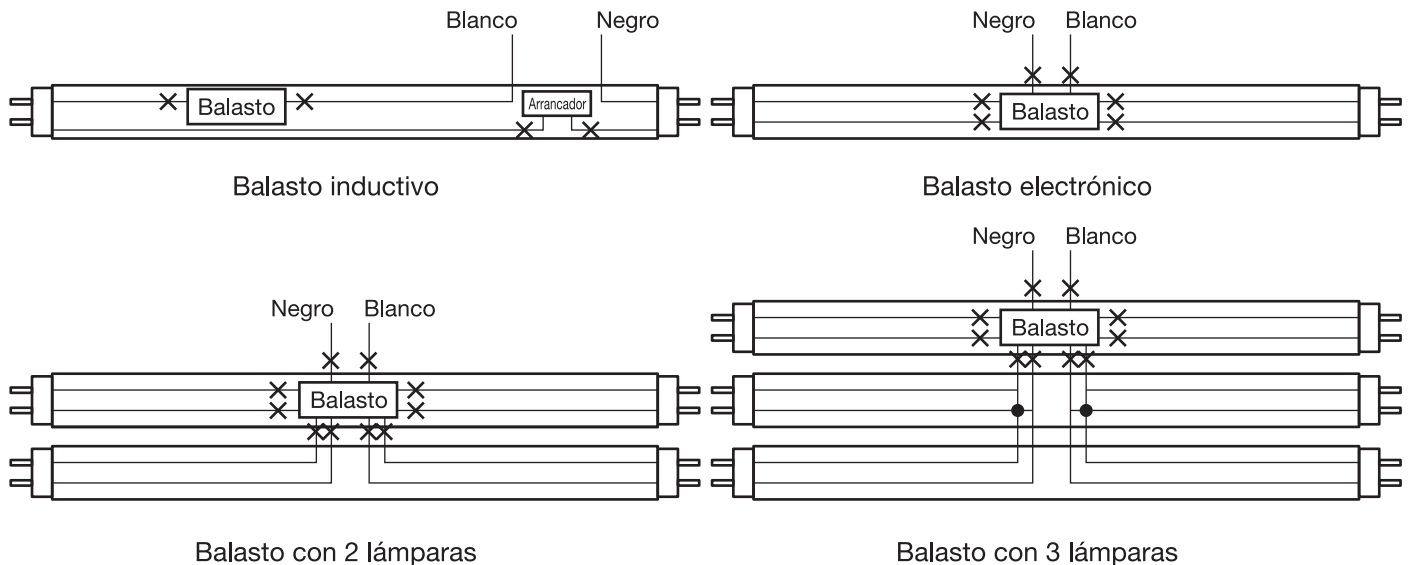 Blanco Negro
Balasto
Arrancador
Balasto inductivo
Negro Blanco
Balasto
Balasto electrónico
Negro Blanco
Balasto
Balasto con 2 lámparas
Negro Blanco
Balasto
Balasto con 3 lámparas